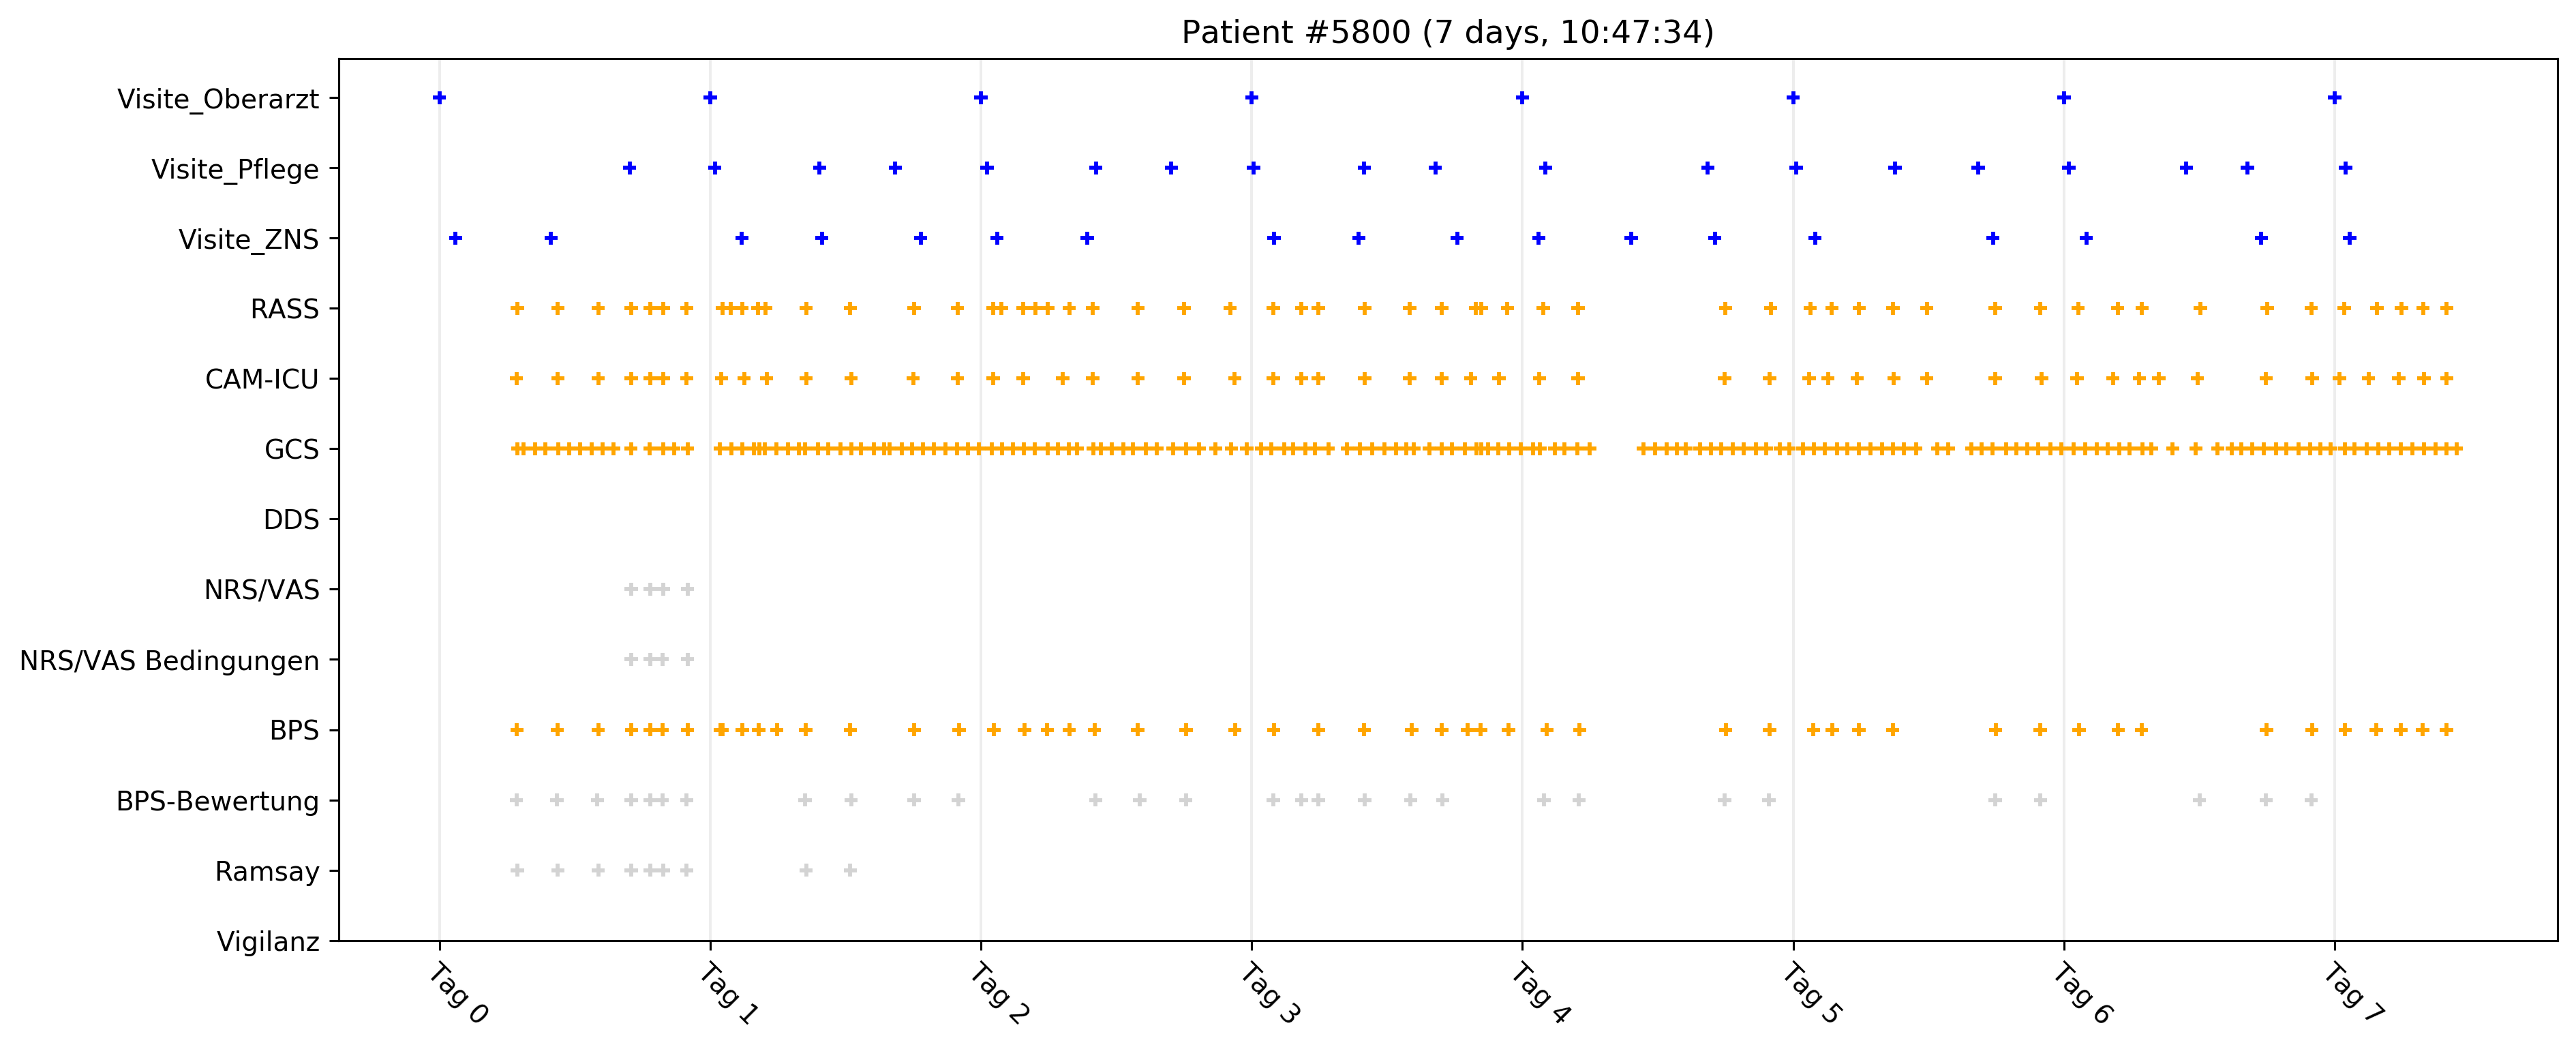 Patient #5800 (7 days, 10:47:34)
Visite_Oberarzt
Visite_Pflege
Visite_ZNS
RASS
CAM-ICU
GCS
DDS
NRS/VAS
NRS/VAS Bedingungen
BPS
BPS-Bewertung
Ramsay
Vigilanz
Tag 0
Tag 1
Tag 2
Tag 3
Tag 4
Tag 5
Tag 6
Tag 7